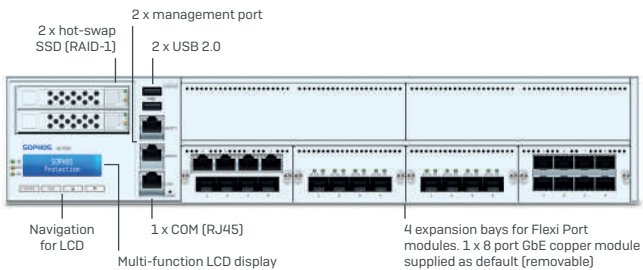 2 x management port
2 x hot-swap
SSD (RAID-1)
2 x USB 2.0
SOPHOS
SOPHOS
Protection
Navigation
for LCD
Multi-function LCD display
1 x COM (RJ45)
4 expansion bays for Flexi Port
modules. 1 x 8 port GbE copper module
supplied as default (removable)